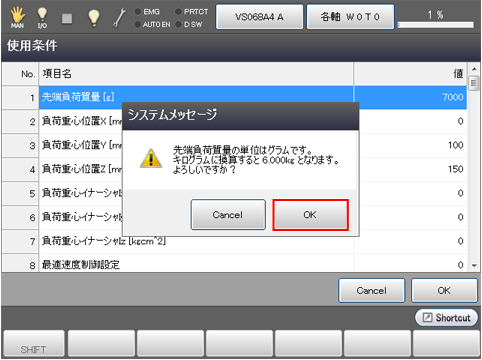 EMG PRTCT
AUTO EN D SW
MAN I/O
VS068A4 A
各軸 W0T0
1 %
使用条件
No. 項目名 値
1 先端負荷質量 [g] 7000
2 負荷重心位置X [mm 0
3 負荷重心位置Y [mm 100
4 負荷重心位置Z [mm 150
5 負荷重心イナーシャIx 0
6 負荷重心イナーシャIy 0
7 負荷重心イナーシャIz [kgcm^2] 0
8 最適速度制御設定 0
システムメッセージ
先端負荷質量の単位はグラムです。
キログラムに換算すると 6.000kg となります。
よろしいですか？
Cancel OK
Cancel OK
Shortcut
SHIFT